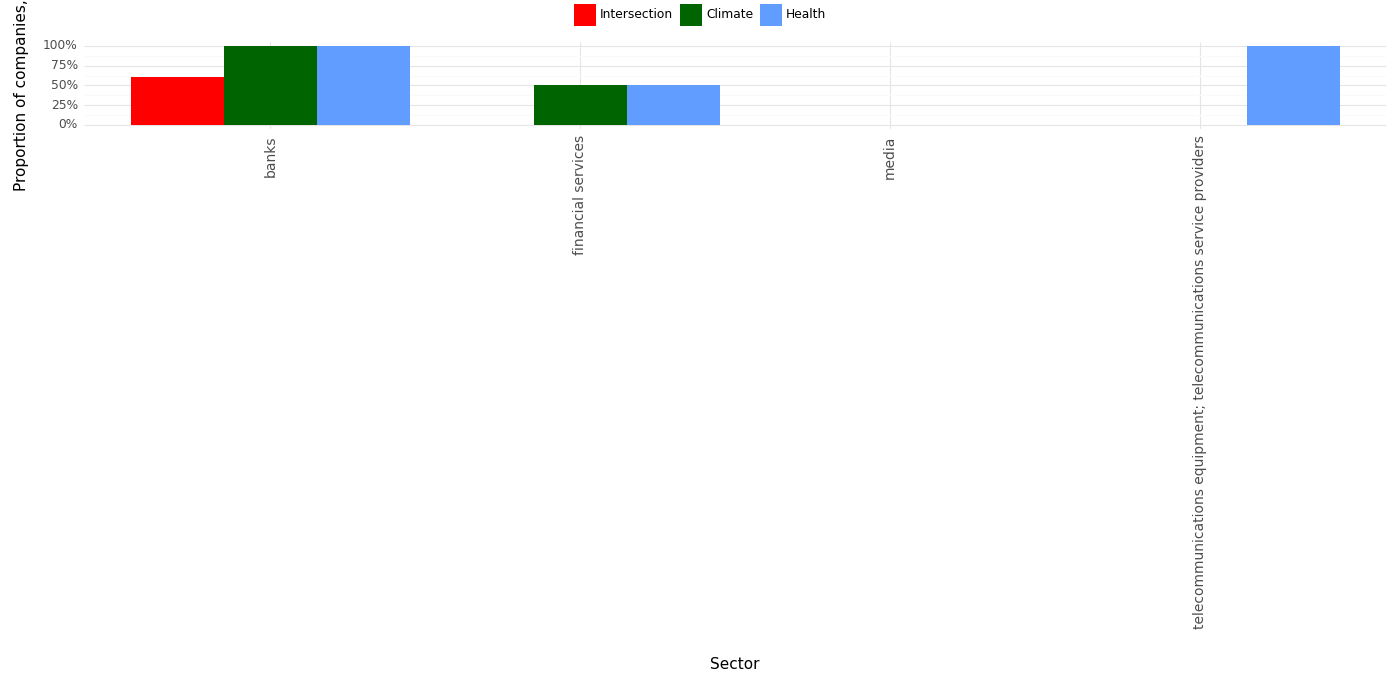 Intersection Climate Health
Proportion of companies,
100%
75%
50%
25%
0%
banks
financial services
media
telecommunications equipment; telecommunications service providers
Sector